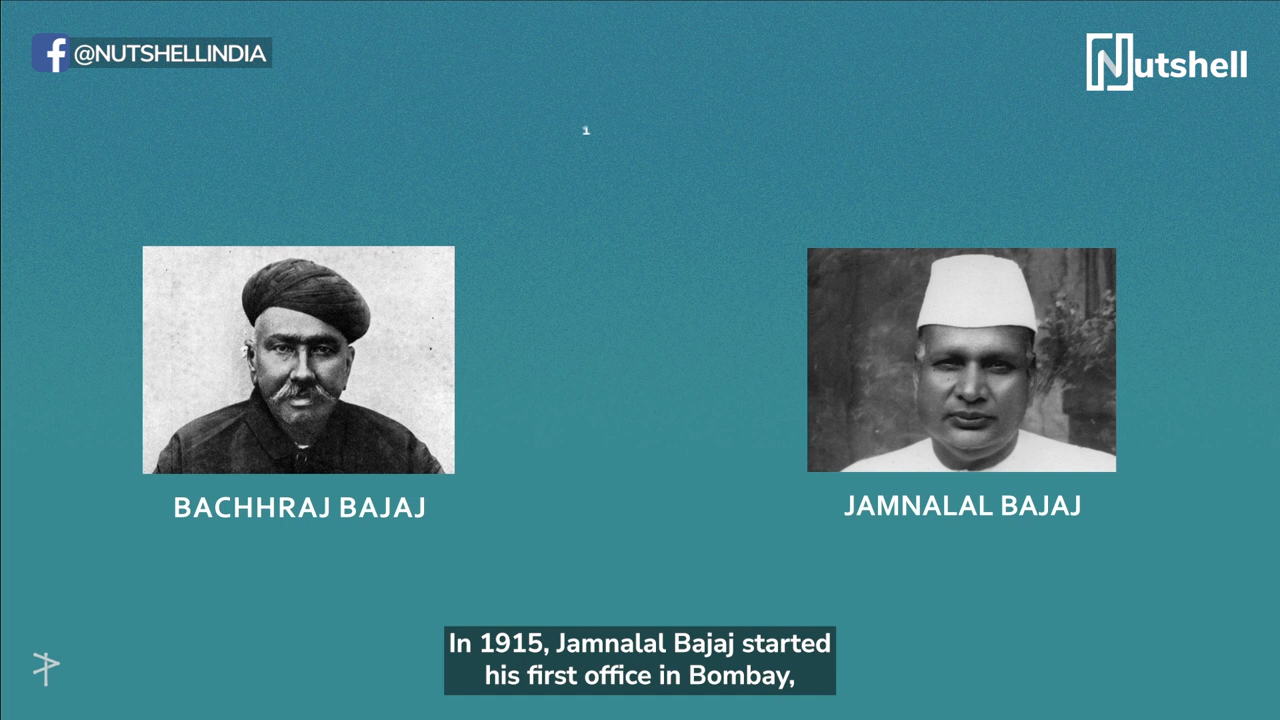 @NUTSHELLINDIA
Nutshell
1
BACHHRAJ BAJAJ
JAMNALAL BAJAJ
In 1915, Jamnalal Bajaj started
his first office in Bombay,